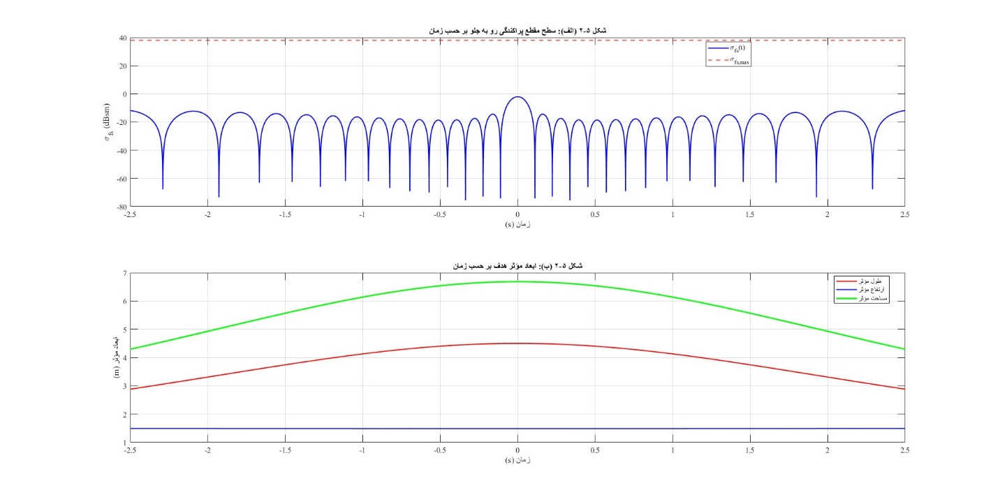 شکل ۵-۲ (الف): سطح مقطع پراکندگی رو به جلو بر حسب زمان
σfs (dBsm)
40
20
0
-20
-40
-60
-80
σfs(t)
σfs,max
-2.5 -2 -1.5 -1 -0.5 0 0.5 1 1.5 2 2.5
زمان (s)
شکل ۵-۲ (ب): ابعاد مؤثر هدف بر حسب زمان
ابعاد مؤثر (m)
7
6
5
4
3
2
1
طول مؤثر
ارتفاع مؤثر
مساحت مؤثر
-2.5 -2 -1.5 -1 -0.5 0 0.5 1 1.5 2 2.5
زمان (s)